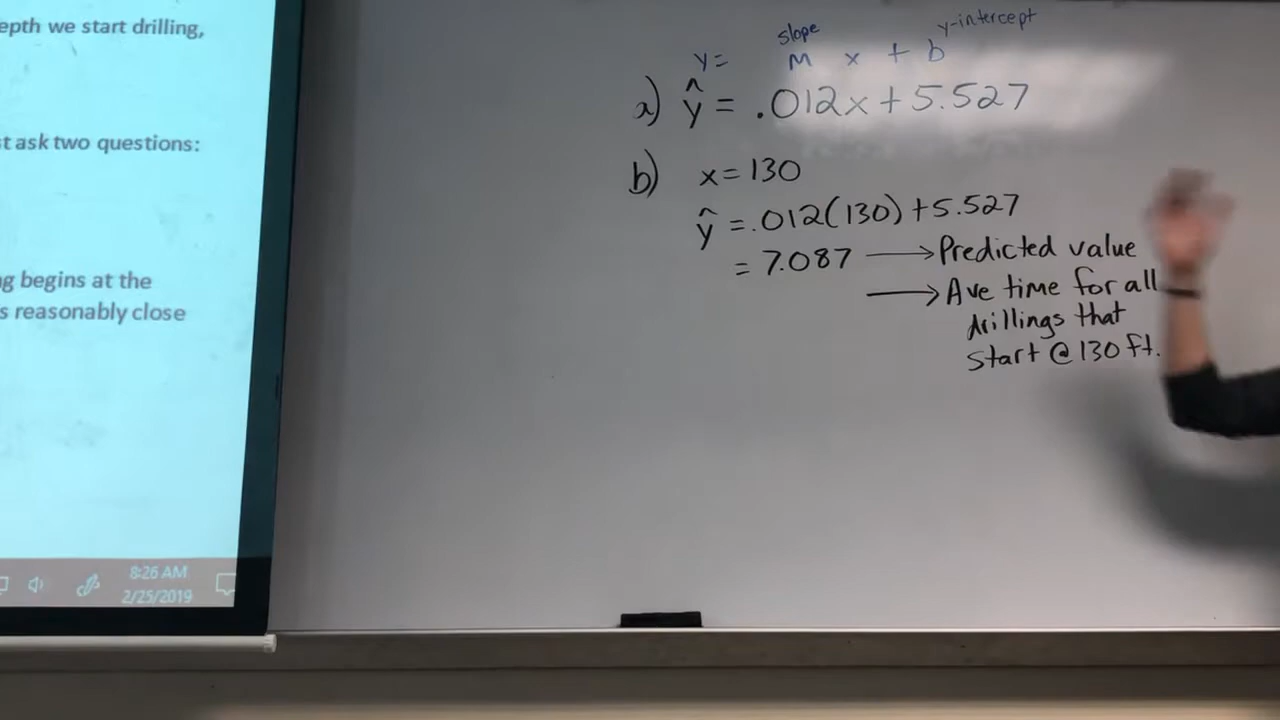 epth we start drilling,
t ask two questions:
g begins at the
s reasonably close
8:26 AM
2/25/2019
slope y-intercept
y = m x + b
a) ŷ = .012x + 5.527
b) x = 130
ŷ = .012(130) + 5.527
= 7.087 → Predicted value
→ Ave time for all
drillings that
start @ 130 ft.